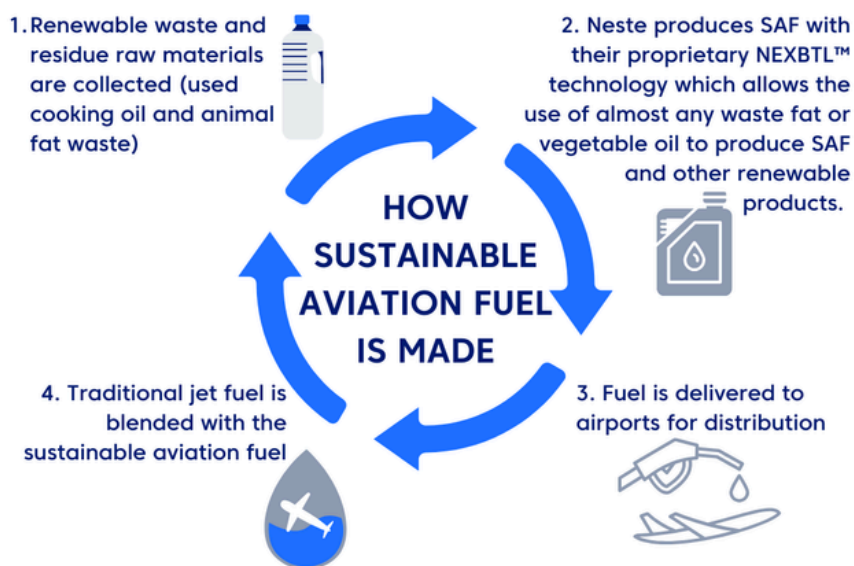 1. Renewable waste and
residue raw materials
are collected (used
cooking oil and animal
fat waste)
2. Neste produces SAF with
their proprietary NEXBTL™
technology which allows the
use of almost any waste fat or
vegetable oil to produce SAF
and other renewable
products.
HOW
SUSTAINABLE
AVIATION FUEL
IS MADE
3. Fuel is delivered to
airports for distribution
4. Traditional jet fuel is
blended with the
sustainable aviation fuel